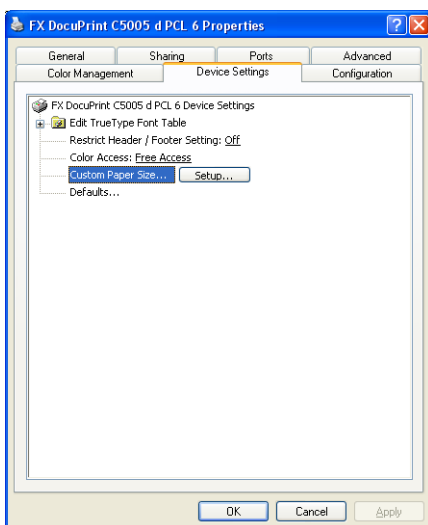 FX DocuPrint C5005 d PCL 6 Properties
General Sharing Ports Advanced
Color Management Device Settings Configuration
FX DocuPrint C5005 d PCL 6 Device Settings
Edit TrueType Font Table
Restrict Header / Footer Setting: Off
Color Access: Free Access
Custom Paper Size... Setup...
Defaults...
OK Cancel Apply